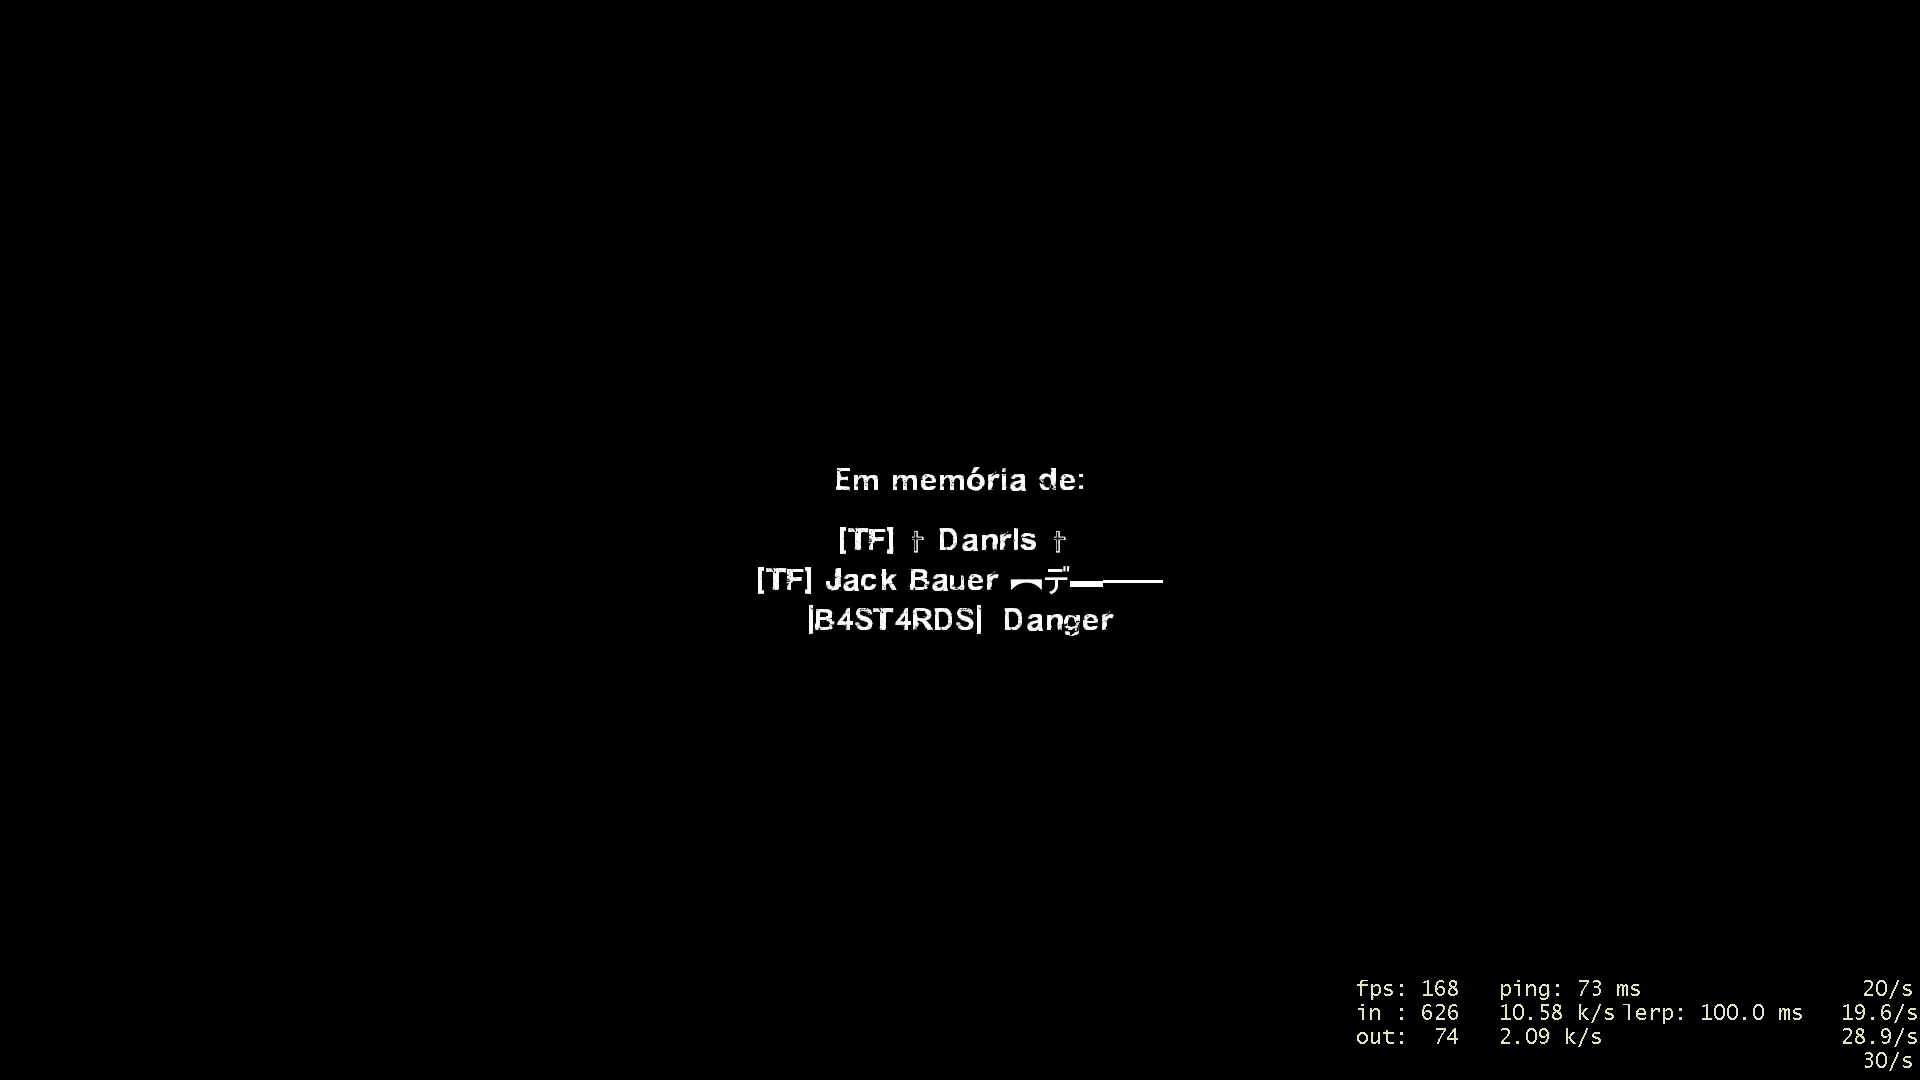 Em memória de:
[TF] † Danrls †
[TF] Jack Bauer ︻デ▬──
|B4ST4RDS| Danger
fps: 168 ping: 73 ms 20/s
in : 626 10.58 k/s lerp: 100.0 ms 19.6/s
out: 74 2.09 k/s 28.9/s
30/s